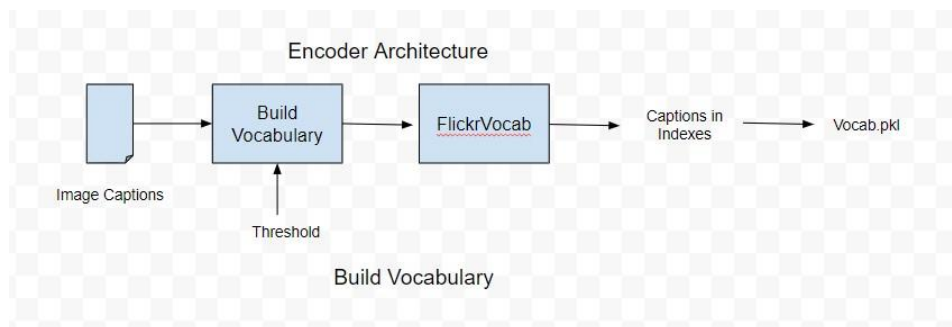 Encoder Architecture
Build
Vocabulary
FlickrVocab
Captions in
Indexes
Vocab.pkl
Image Captions
Threshold
Build Vocabulary